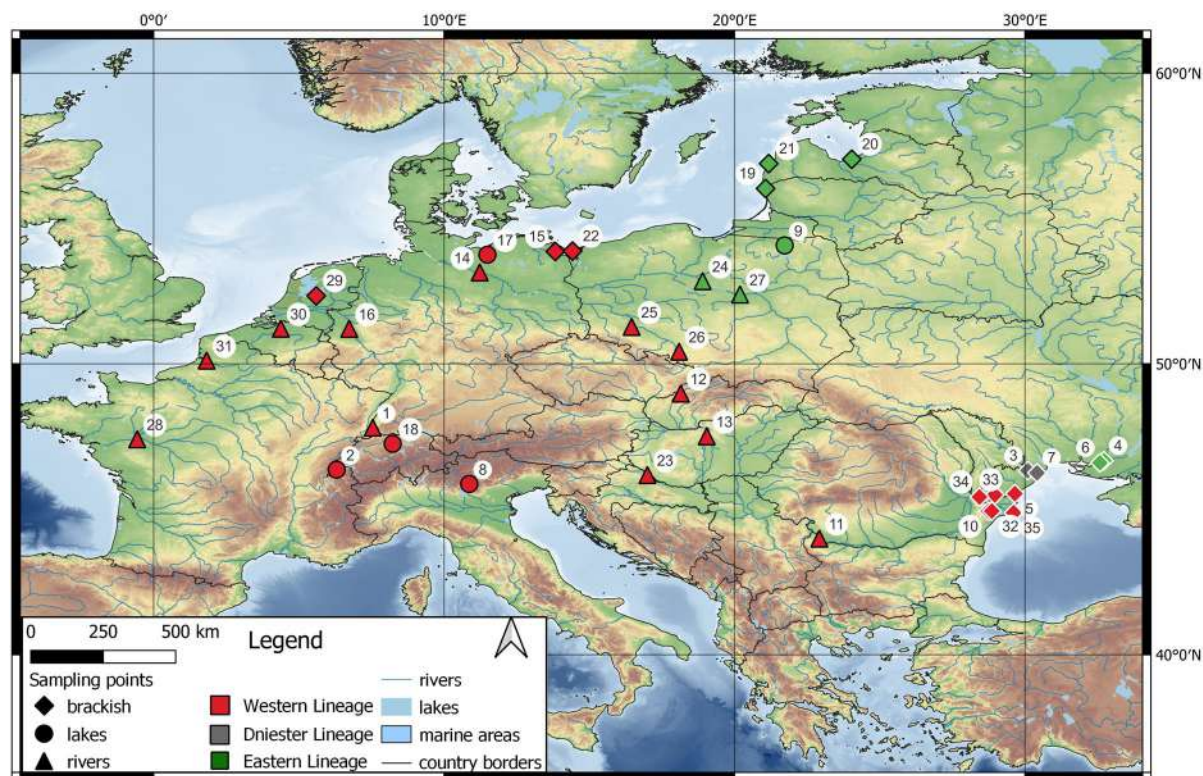 0°0' 10°0'E 20°0'E 30°0'E
60°0'N
21 20
19
17 15 22 9
14
29 24 27
30 16 25
26
50°0'N
31
12
28 1 13
18
2 8 23 3 7 6 4
34 33
10 32 5
35
11
40°0'N
0 250 500 km Legend
Sampling points
brackish
lakes
rivers
Western Lineage
Dniester Lineage
Eastern Lineage
rivers
lakes
marine areas
country borders